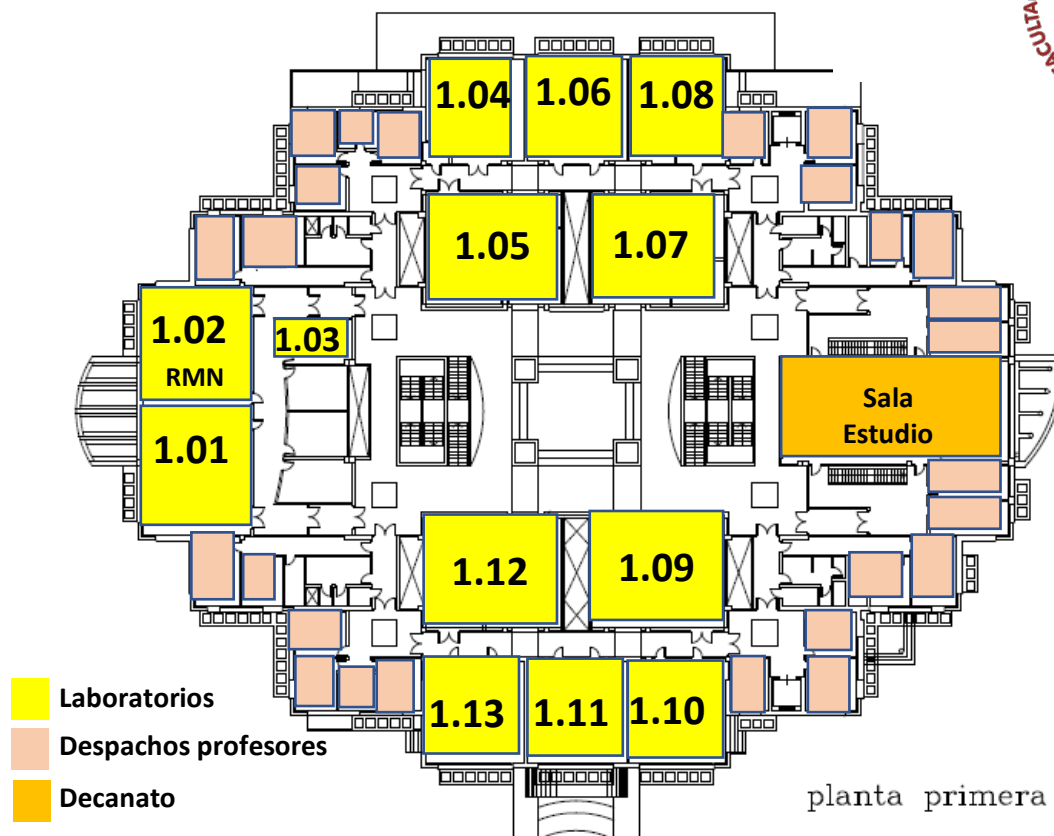 FACULTA
1.04 1.06 1.08
1.05 1.07
1.02
RMN
1.03
1.01
Sala
Estudio
1.12 1.09
1.13 1.11 1.10
Laboratorios
Despachos profesores
Decanato
planta primera